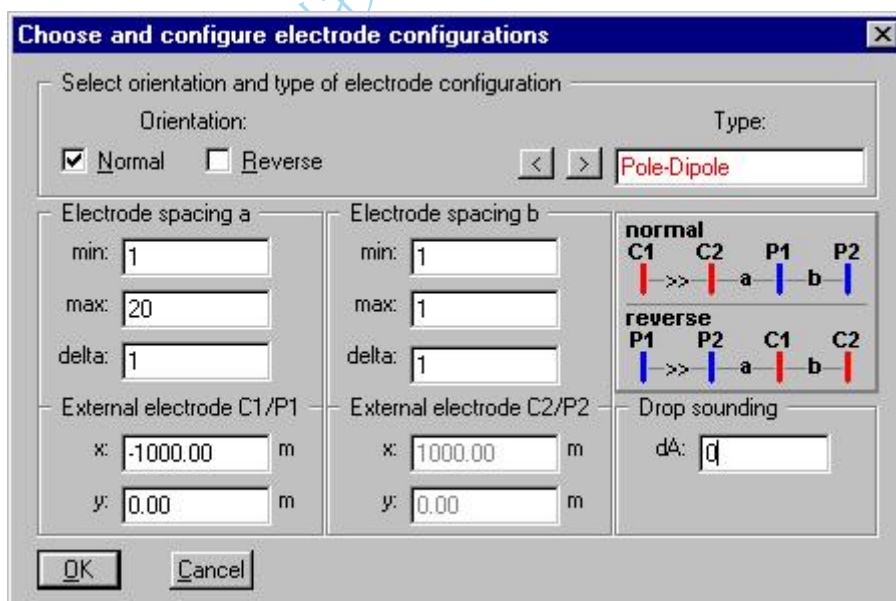 Choose and configure electrode configurations
Select orientation and type of electrode configuration
Orientation:
Type:
Normal
Reverse
< >
Pole-Dipole
Electrode spacing a
min: 1
max: 20
delta: 1
Electrode spacing b
min: 1
max: 1
delta: 1
normal
C1 C2 P1 P2
>> a b
reverse
P1 P2 C1 C2
>> a b
External electrode C1/P1
x: -1000.00 m
y: 0.00 m
External electrode C2/P2
x: 1000.00 m
y: 0.00 m
Drop sounding
dA: 0
OK
Cancel